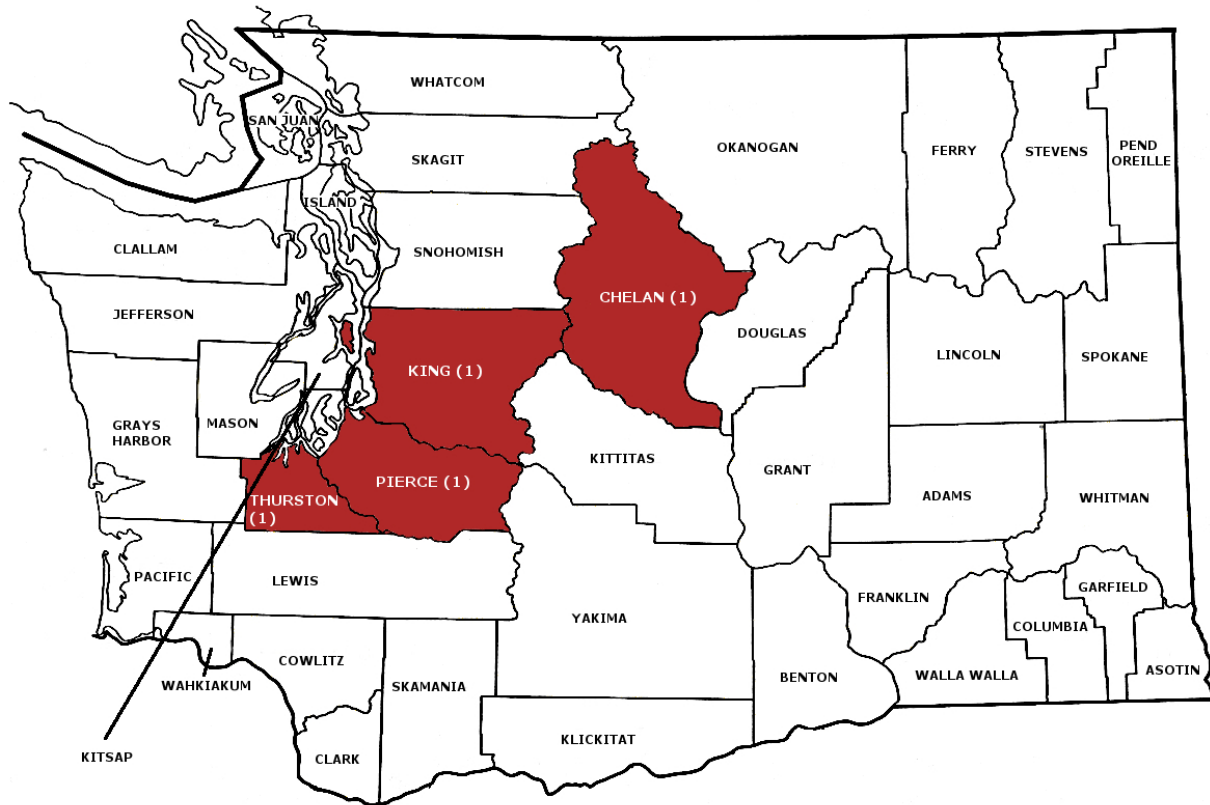 WHATCOM
SAN JUAN
SKAGIT
OKANOGAN
FERRY
STEVENS
PEND
OREILLE
ISLAND
CLALLAM
SNOHOMISH
CHELAN (1)
JEFFERSON
DOUGLAS
LINCOLN
SPOKANE
KING (1)
GRAYS
HARBOR
MASON
KITTITAS
GRANT
PIERCE (1)
THURSTON
(1)
ADAMS
WHITMAN
PACIFIC
LEWIS
YAKIMA
FRANKLIN
GARFIELD
COLUMBIA
COWLITZ
WAHKIAKUM
SKAMANIA
BENTON
WALLA WALLA
ASOTIN
KITSAP
CLARK
KLICKITAT